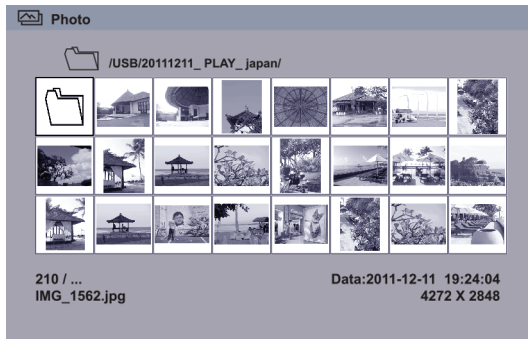 Photo
/USB/20111211_ PLAY_ japan/
210 / ...
Data:2011-12-11 19:24:04
IMG_1562.jpg
4272 X 2848